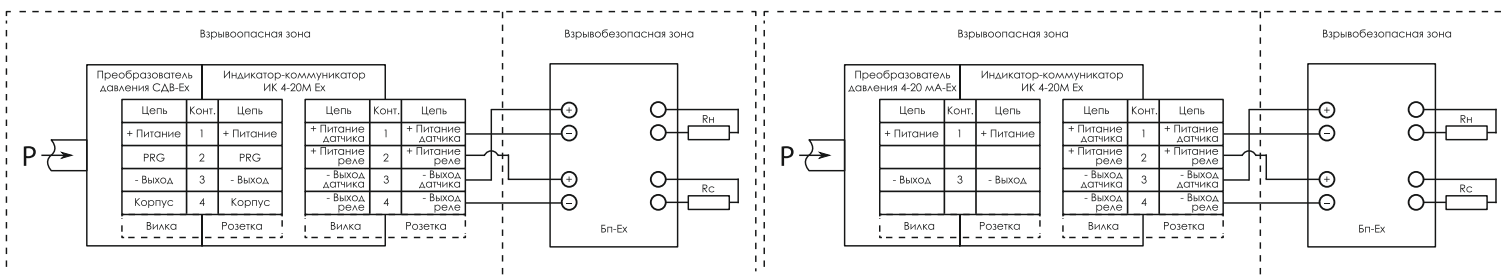 Взрывоопасная зона
Взрывобезопасная зона
Преобразователь
давления СДВ-Ex
Индикатор-коммуникатор
ИК 4-20М Ex
Цепь Конт. Цепь
+ Питание 1 + Питание
PRG 2 PRG
- Выход 3 - Выход
Корпус 4 Корпус
Вилка Розетка
Цепь Конт. Цепь
+ Питание
датчика 1 + Питание
датчика
+ Питание
реле 2 + Питание
реле
- Выход
датчика 3 - Выход
датчика
- Выход
реле 4 - Выход
реле
Вилка Розетка
P
+
−
+
−
Rн
Rс
Бп-Ex
Взрывоопасная зона
Взрывобезопасная зона
Преобразователь
давления 4-20 мА-Ex
Индикатор-коммуникатор
ИК 4-20М Ex
Цепь Конт. Цепь
+ Питание 1 + Питание
- Выход 3 - Выход
Вилка Розетка
Цепь Конт. Цепь
+ Питание
датчика 1 + Питание
датчика
+ Питание
реле 2 + Питание
реле
- Выход
датчика 3 - Выход
датчика
- Выход
реле 4 - Выход
реле
Вилка Розетка
P
+
−
+
−
Rн
Rс
Бп-Ex